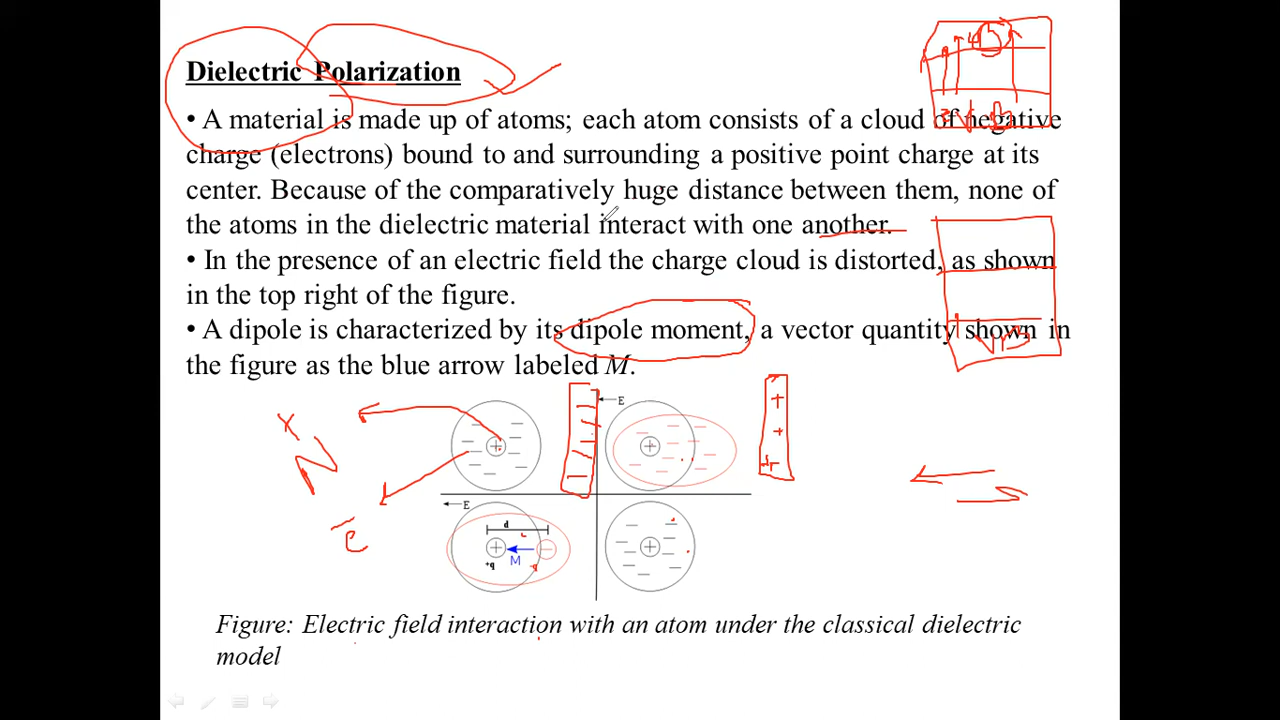 Dielectric Polarization
• A material is made up of atoms; each atom consists of a cloud of negative
charge (electrons) bound to and surrounding a positive point charge at its
center. Because of the comparatively huge distance between them, none of
the atoms in the dielectric material interact with one another.
• In the presence of an electric field the charge cloud is distorted, as shown
in the top right of the figure.
• A dipole is characterized by its dipole moment, a vector quantity shown in
the figure as the blue arrow labeled M.
E
E
d
M
+q
q
Figure: Electric field interaction with an atom under the classical dielectric
model